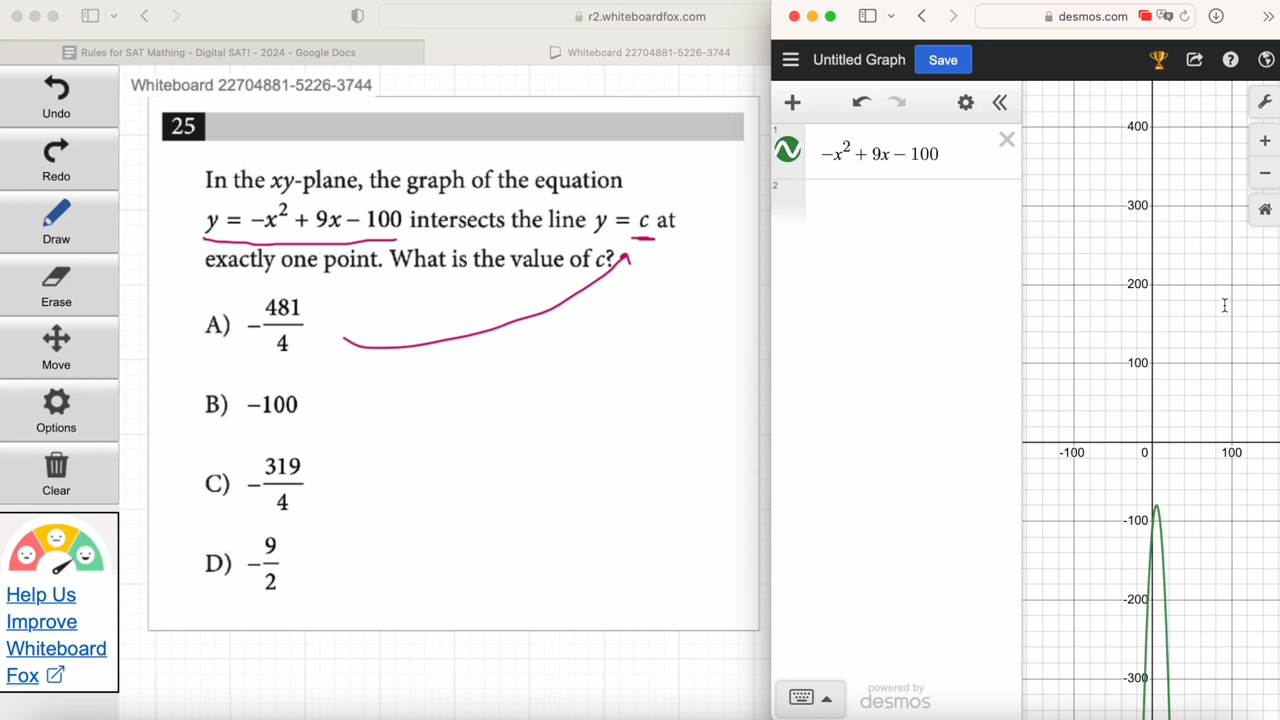 r2.whiteboardfox.com
desmos.com
Rules for SAT Mathing - Digital SAT! - 2024 - Google Docs
Whiteboard 22704881-5226-3744
Untitled Graph
Save
Undo
Redo
Draw
Erase
Move
Options
Clear
Help Us
Improve
Whiteboard
Fox
Whiteboard 22704881-5226-3744
25
In the xy-plane, the graph of the equation
y = −x² + 9x − 100 intersects the line y = c at
exactly one point. What is the value of c?
A) −481/4
B) −100
C) −319/4
D) −9/2
1
−x² + 9x − 100
2
powered by
desmos
400
300
200
100
-100 0 100
-100
-200
-300